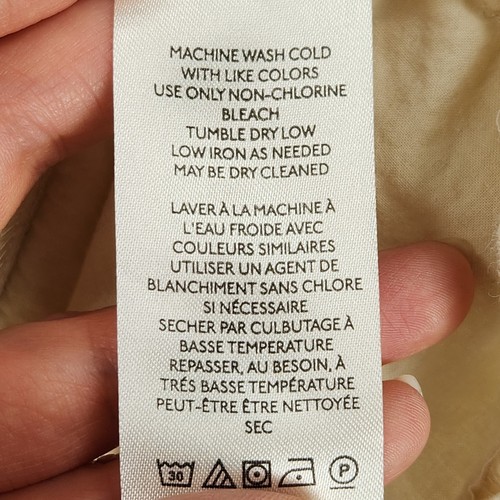 MACHINE WASH COLD
WITH LIKE COLORS
USE ONLY NON-CHLORINE
BLEACH
TUMBLE DRY LOW
LOW IRON AS NEEDED
MAY BE DRY CLEANED
LAVER À LA MACHINE À
L'EAU FROIDE AVEC
COULEURS SIMILAIRES
UTILISER UN AGENT DE
BLANCHIMENT SANS CHLORE
SI NÉCESSAIRE
SECHER PAR CULBUTAGE À
BASSE TEMPERATURE
REPASSER, AU BESOIN, À
TRÉS BASSE TEMPÉRATURE
PEUT-ÊTRE ÊTRE NETTOYÉE
SEC
30 P